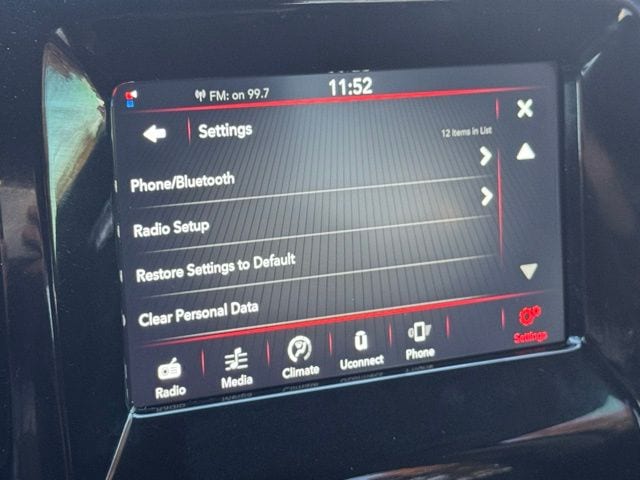 FM: on 99.7
11:52
Settings
12 Items in List
Phone/Bluetooth
Radio Setup
Restore Settings to Default
Clear Personal Data
Radio
Media
Climate
Uconnect
Phone
Settings